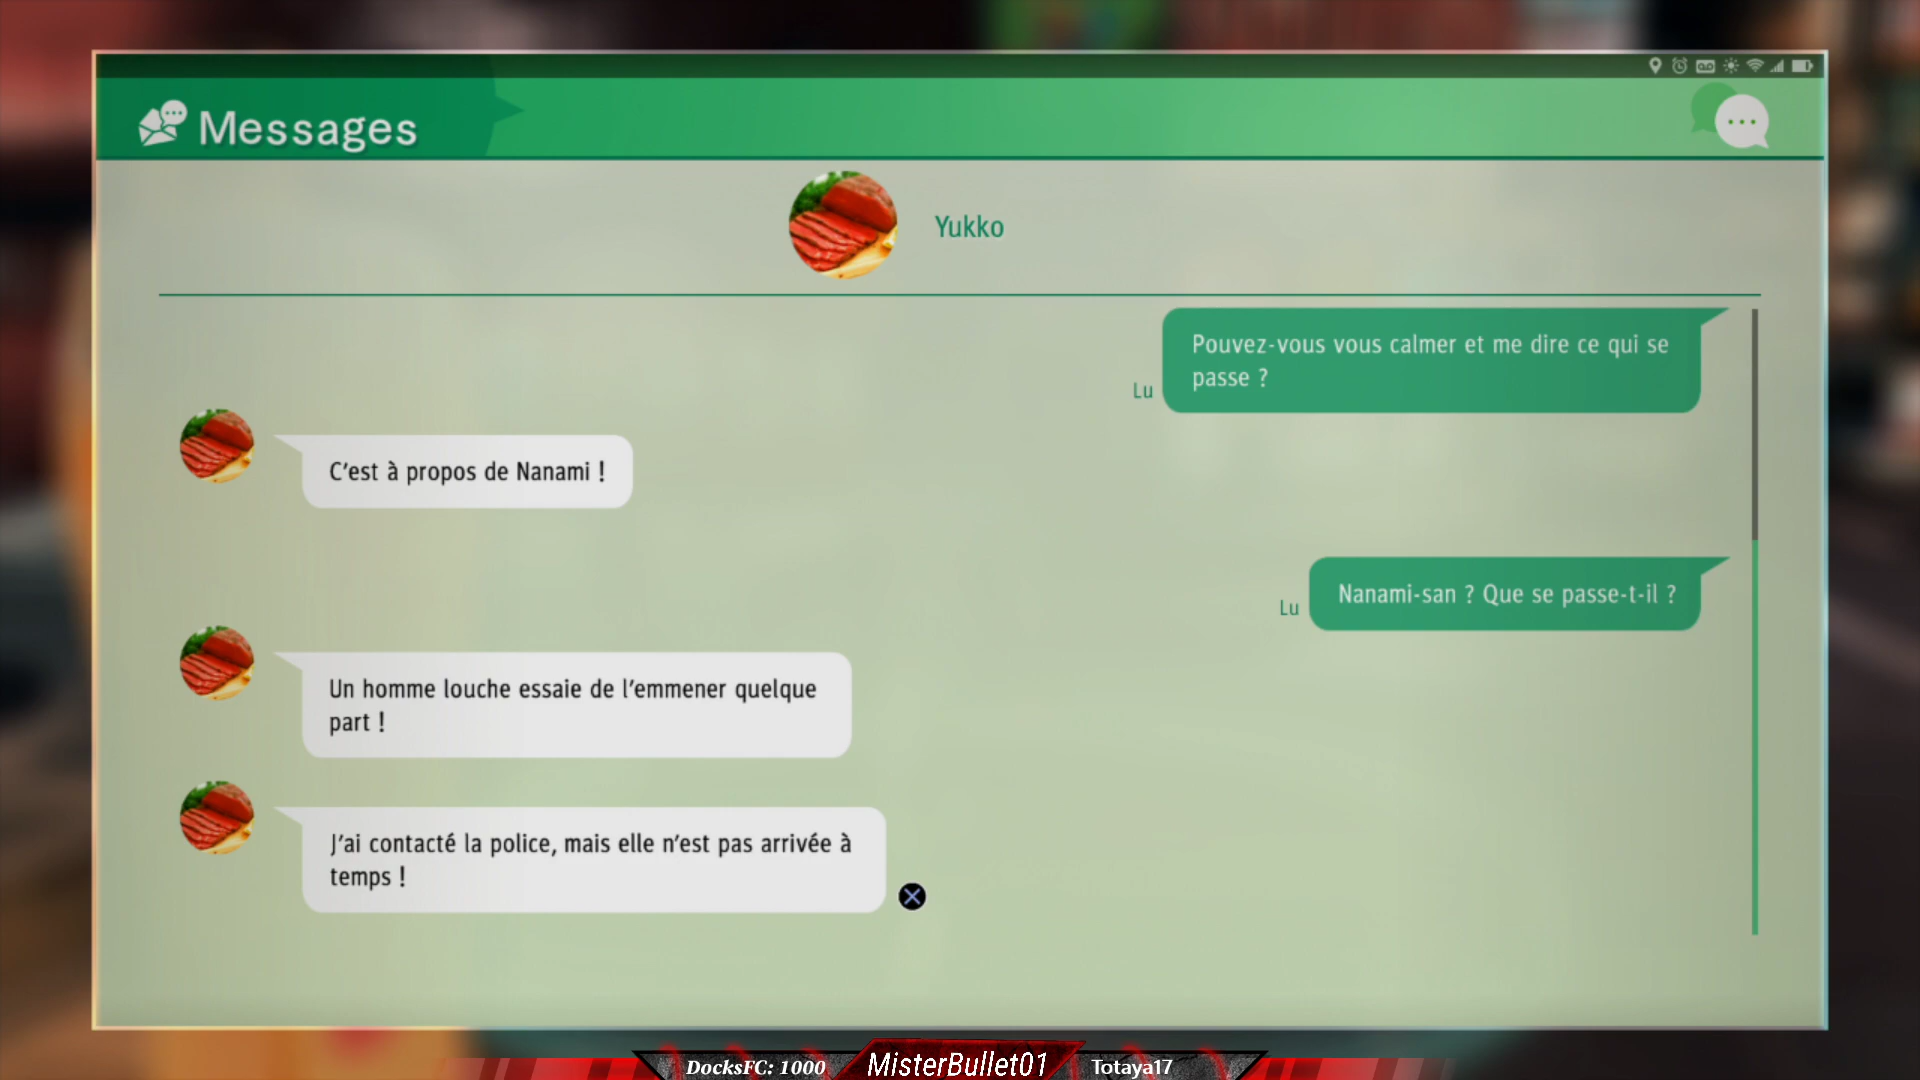 Messages
Yukko
Pouvez-vous vous calmer et me dire ce qui se
passe ?
Lu
C'est à propos de Nanami !
Nanami-san ? Que se passe-t-il ?
Lu
Un homme louche essaie de l'emmener quelque
part !
J'ai contacté la police, mais elle n'est pas arrivée à
temps !
DocksFC: 1000
MisterBullet01
Totaya17